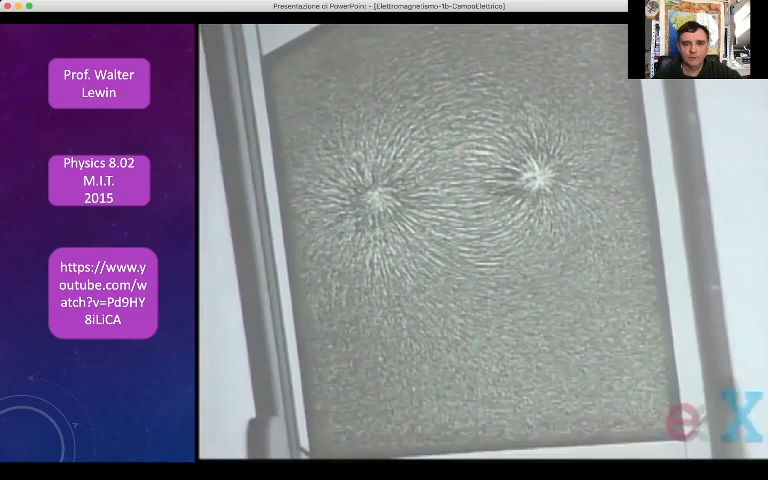 Presentazione di PowerPoint - [Elettromagnetismo-1b-CampoElettrico]
Prof. Walter
Lewin
Physics 8.02
M.I.T.
2015
https://www.y
outube.com/w
atch?v=Pd9HY
8iLiCA
e X